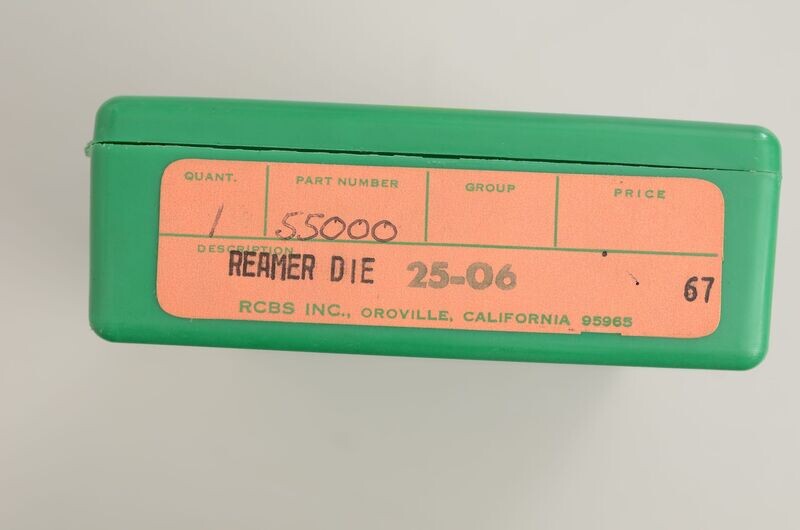 QUANT. PART NUMBER GROUP PRICE
1 55000
DESCRIPTION
REAMER DIE 25-06 67
RCBS INC., OROVILLE, CALIFORNIA 95965